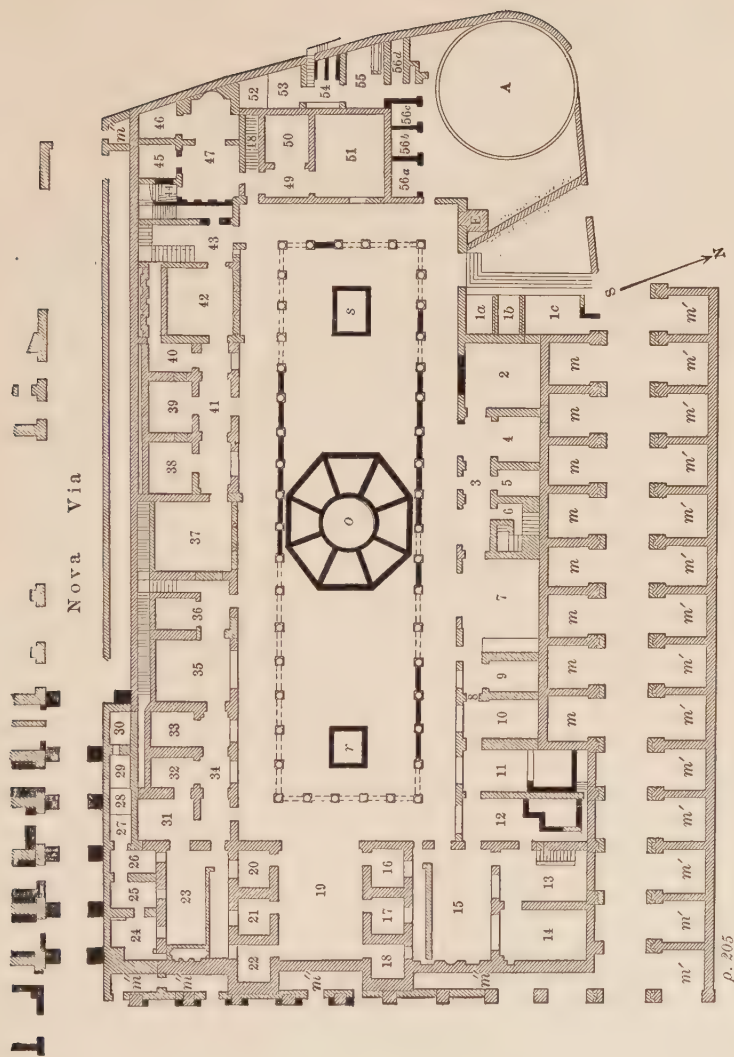 Nova Via
m
46
45
44
47
48
52
53
54
55
56d
A
50
49
51
56a
56b
56c
43
42
40
41
39
38
37
36
35
34
33
32
31
30
29
28
27
26
25
24
23
s
o
r
E
S
N
1a
1b
1c
2
3
4
5
6
7
8
9
10
11
12
13
14
15
16
17
18
19
20
21
22
m
m
m
m
m
m
m
m
m'
m'
m'
m'
m'
m'
m'
m'
m'
m'
m'
m'
m'
m'
m"
m"
m"
m"
p. 205